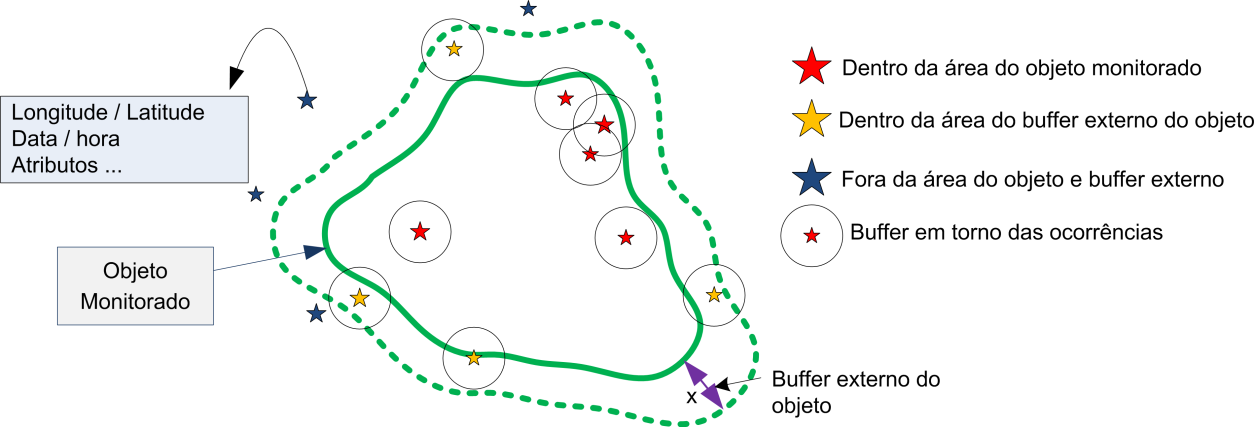 Longitude / Latitude
Data / hora
Atributos ...
Objeto
Monitorado
x
Buffer externo do
objeto
Dentro da área do objeto monitorado
Dentro da área do buffer externo do objeto
Fora da área do objeto e buffer externo
Buffer em torno das ocorrências